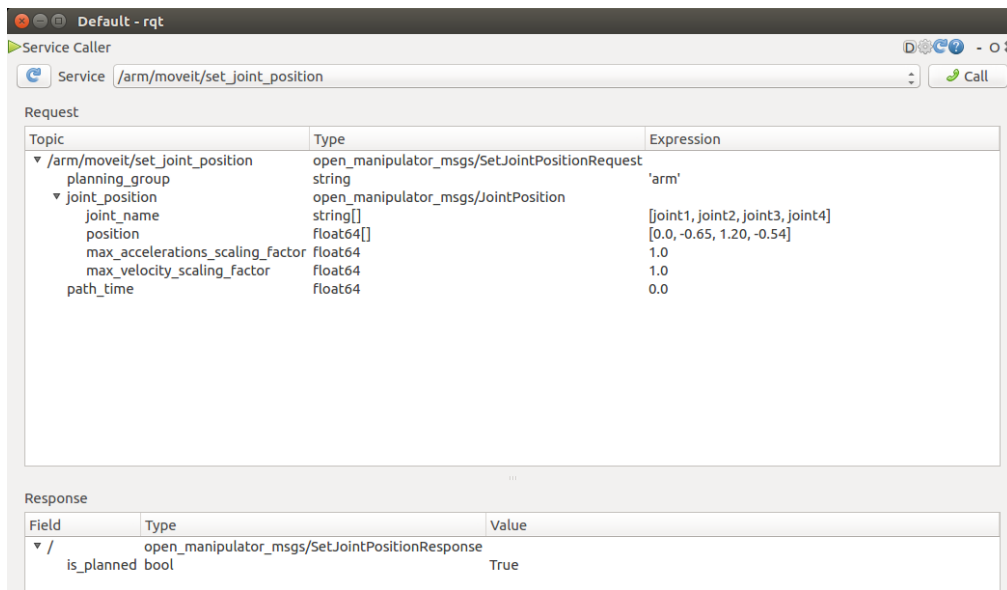 Default - rqt
Service Caller
D - O
Service /arm/moveit/set_joint_position Call
Request
Topic Type Expression
/arm/moveit/set_joint_position open_manipulator_msgs/SetJointPositionRequest
planning_group string 'arm'
joint_position open_manipulator_msgs/JointPosition
joint_name string[] [joint1, joint2, joint3, joint4]
position float64[] [0.0, -0.65, 1.20, -0.54]
max_accelerations_scaling_factor float64 1.0
max_velocity_scaling_factor float64 1.0
path_time float64 0.0
Response
Field Type Value
/ open_manipulator_msgs/SetJointPositionResponse
is_planned bool True